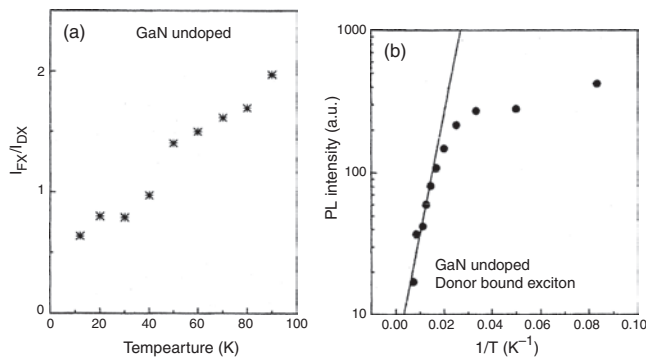 (a)
GaN undoped
I_FX/I_DX
2
1
0
0 20 40 60 80 100
Tempearture (K)
(b)
PL intensity (a.u.)
1000
100
10
GaN undoped
Donor bound exciton
0.00 0.02 0.04 0.06 0.08 0.10
1/T (K⁻¹)